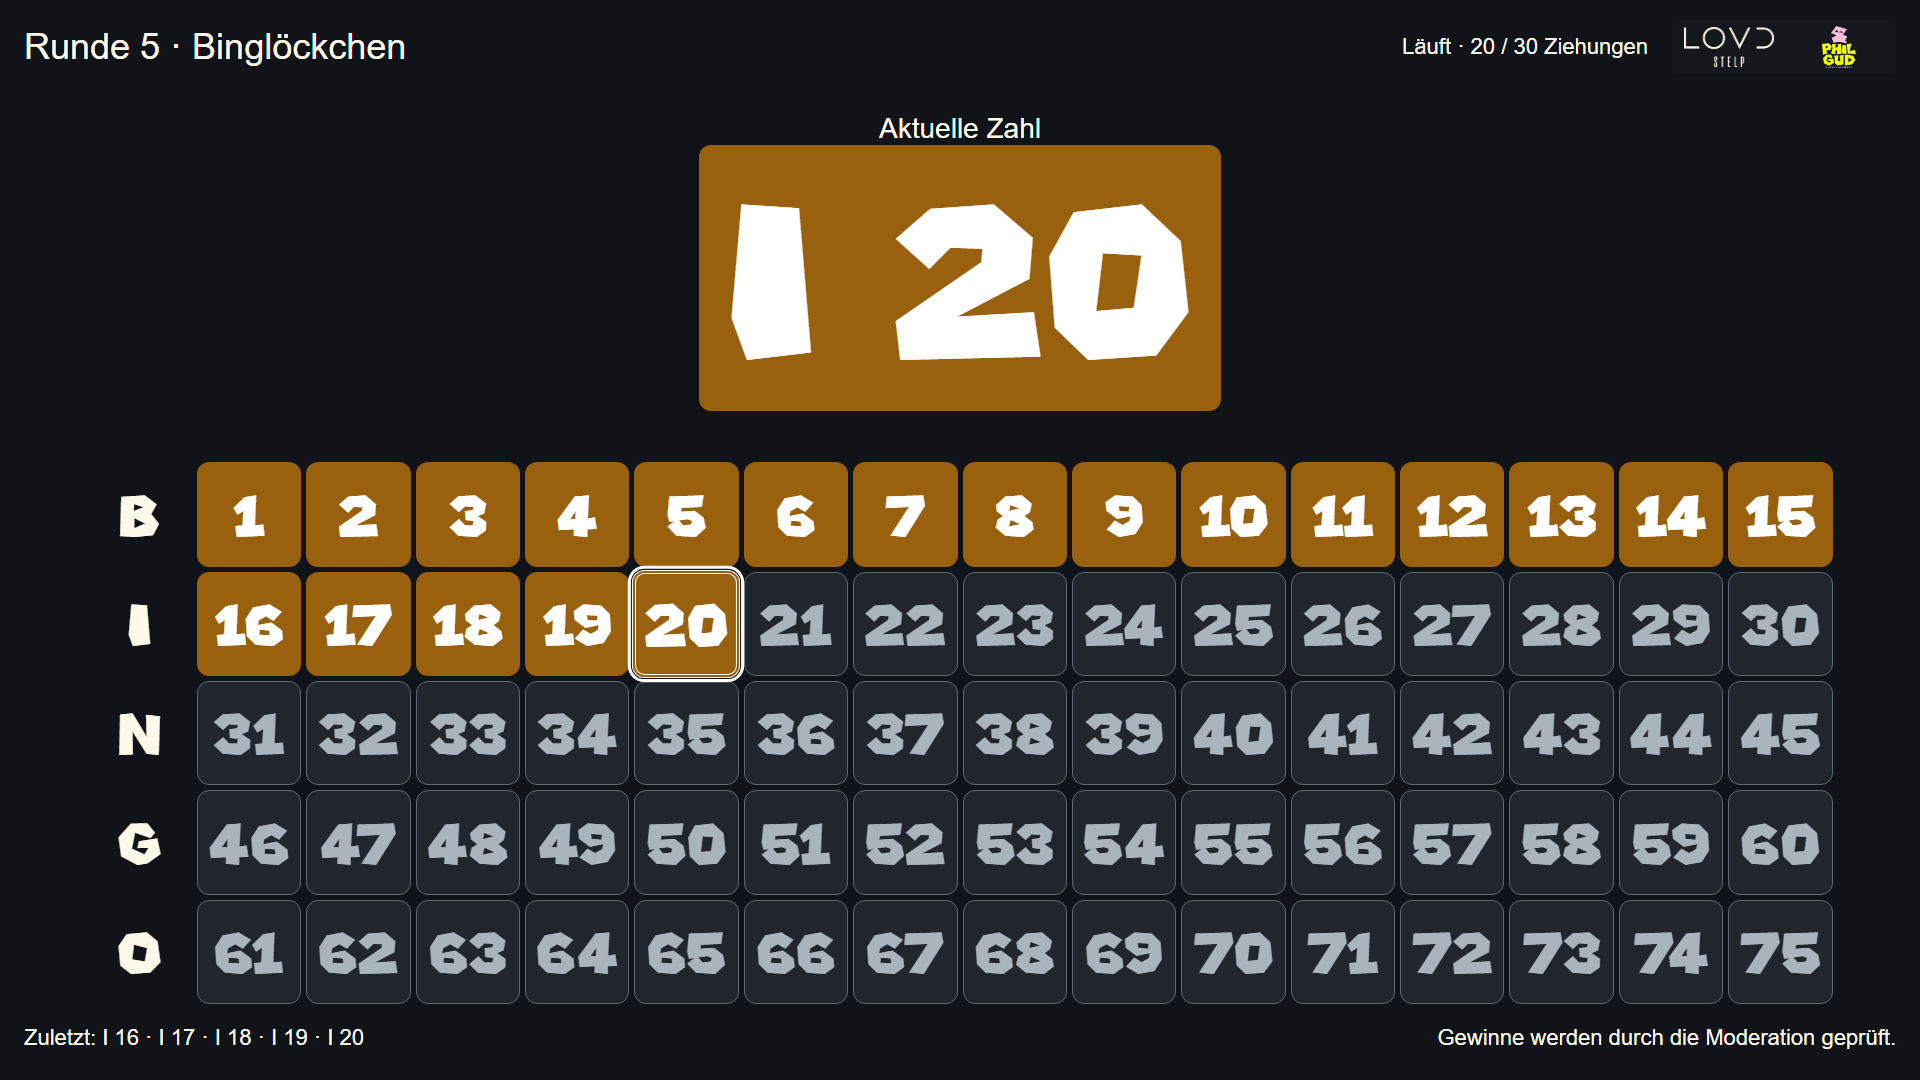 Runde 5 · Binglöckchen
Läuft · 20 / 30 Ziehungen
LOVD
STELP
PHIL
GUD
Aktuelle Zahl
I 20
B 1 2 3 4 5 6 7 8 9 10 11 12 13 14 15
I 16 17 18 19 20 21 22 23 24 25 26 27 28 29 30
N 31 32 33 34 35 36 37 38 39 40 41 42 43 44 45
G 46 47 48 49 50 51 52 53 54 55 56 57 58 59 60
O 61 62 63 64 65 66 67 68 69 70 71 72 73 74 75
Zuletzt: I 16 · I 17 · I 18 · I 19 · I 20
Gewinne werden durch die Moderation geprüft.